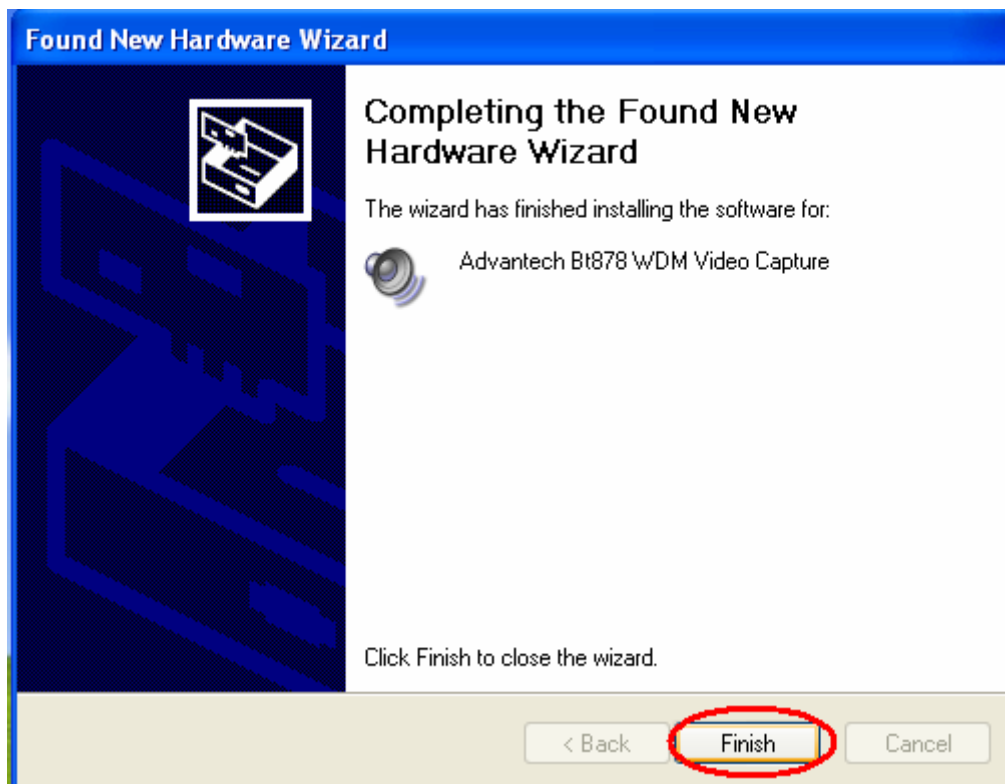 Found New Hardware Wizard
Completing the Found New
Hardware Wizard
The wizard has finished installing the software for:
Advantech Bt878 WDM Video Capture
Click Finish to close the wizard.
< Back Finish Cancel